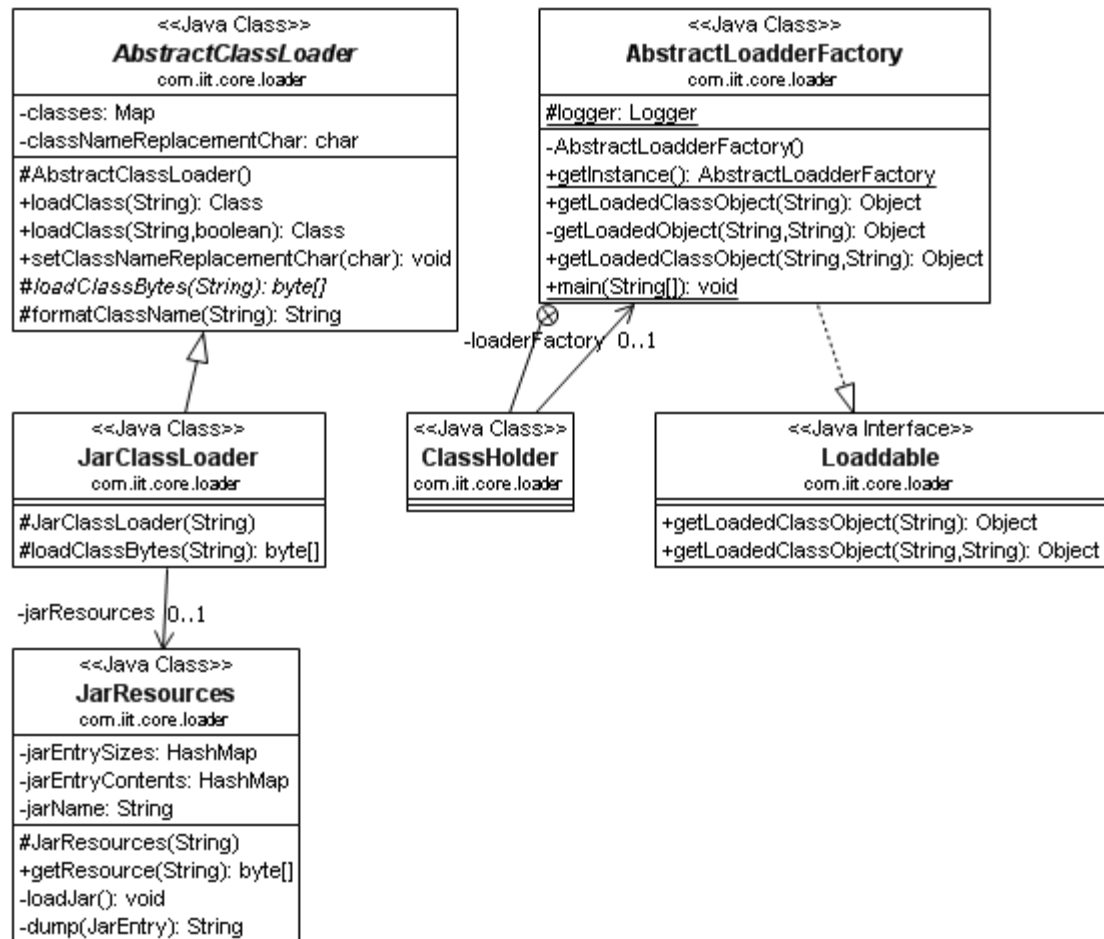 <<Java Class>>
AbstractClassLoader
com.iit.core.loader
-classes: Map
-classNameReplacementChar: char
#AbstractClassLoader()
+loadClass(String): Class
+loadClass(String,boolean): Class
+setClassNameReplacementChar(char): void
#loadClassBytes(String): byte[]
#formatClassName(String): String
<<Java Class>>
AbstractLoadderFactory
com.iit.core.loader
#logger: Logger
-AbstractLoadderFactory()
+getInstance(): AbstractLoadderFactory
+getLoadedClassObject(String): Object
-getLoadedObject(String,String): Object
+getLoadedClassObject(String,String): Object
+main(String[]): void
-loaderFactory 0..1
<<Java Class>>
JarClassLoader
com.iit.core.loader
#JarClassLoader(String)
#loadClassBytes(String): byte[]
<<Java Class>>
ClassHolder
com.iit.core.loader
<<Java Interface>>
Loaddable
com.iit.core.loader
+getLoadedClassObject(String): Object
+getLoadedClassObject(String,String): Object
-jarResources 0..1
<<Java Class>>
JarResources
com.iit.core.loader
-jarEntrySizes: HashMap
-jarEntryContents: HashMap
-jarName: String
#JarResources(String)
+getResource(String): byte[]
-loadJar(): void
-dump(JarEntry): String